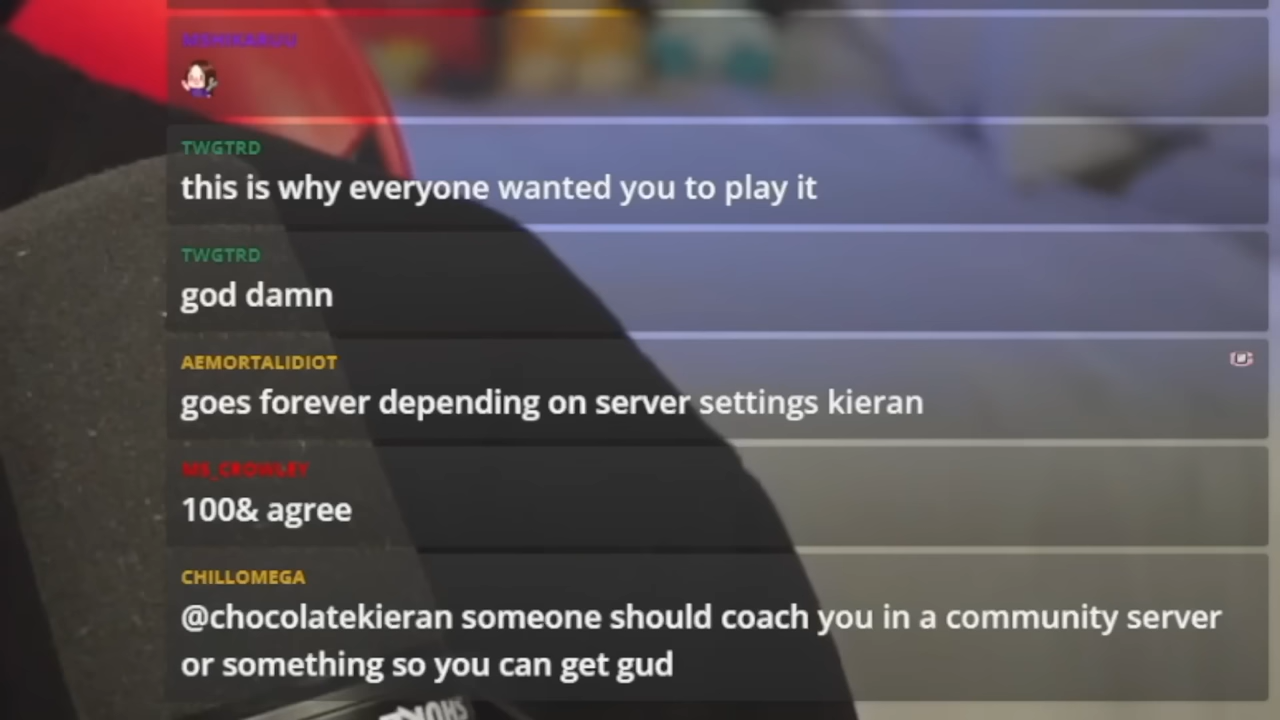 TWGTRD
this is why everyone wanted you to play it
TWGTRD
god damn
AEMORTALIDIOT
goes forever depending on server settings kieran
MS_CROWLEY
100& agree
CHILLOMEGA
@chocolatekieran someone should coach you in a community server
or something so you can get gud